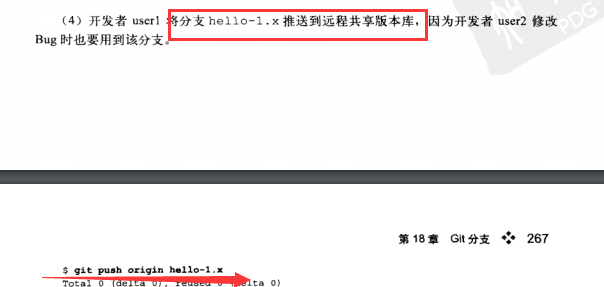 （4）开发者 user1 将分支 hello-1.x 推送到远程共享版本库，因为开发者 user2 修改
Bug 时也要用到该分支。
PDG
第 18 章 Git 分支 267
$ git push origin hello-1.x
Total 0 (delta 0), reused 0 (delta 0)